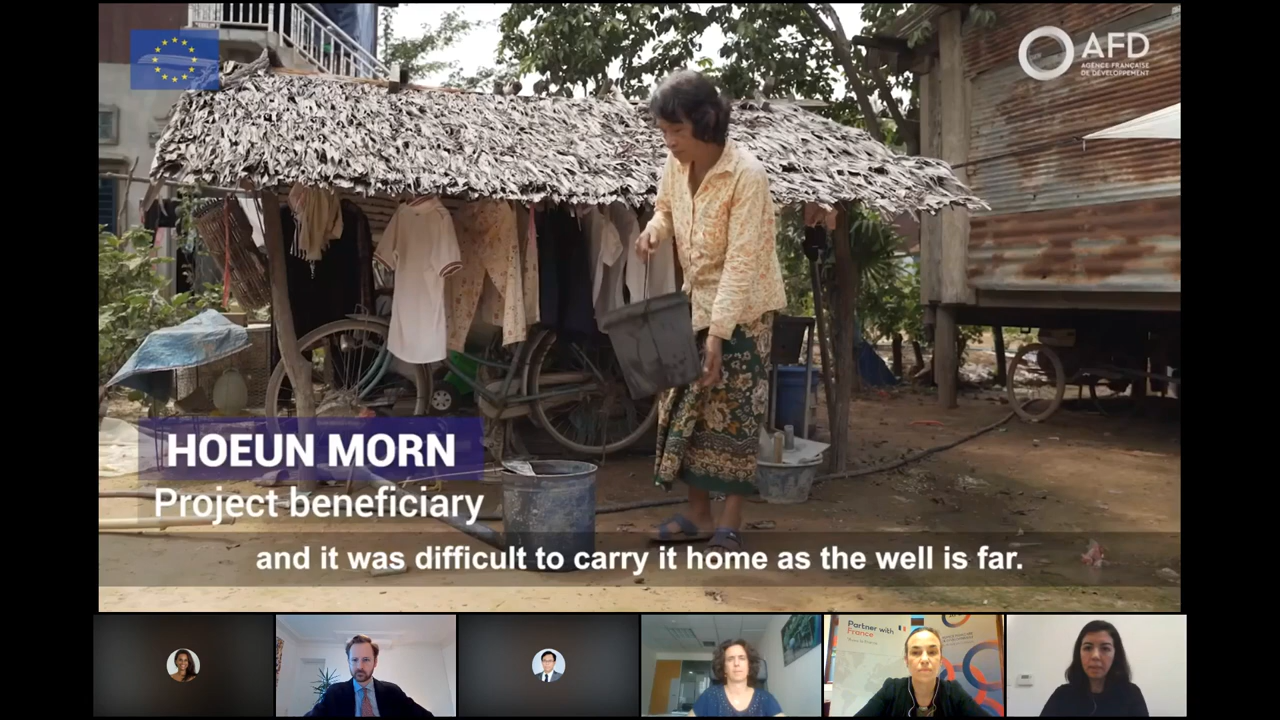 AFD
AGENCE FRANÇAISE
DE DÉVELOPPEMENT
HOEUN MORN
Project beneficiary
and it was difficult to carry it home as the well is far.
Partner with
France